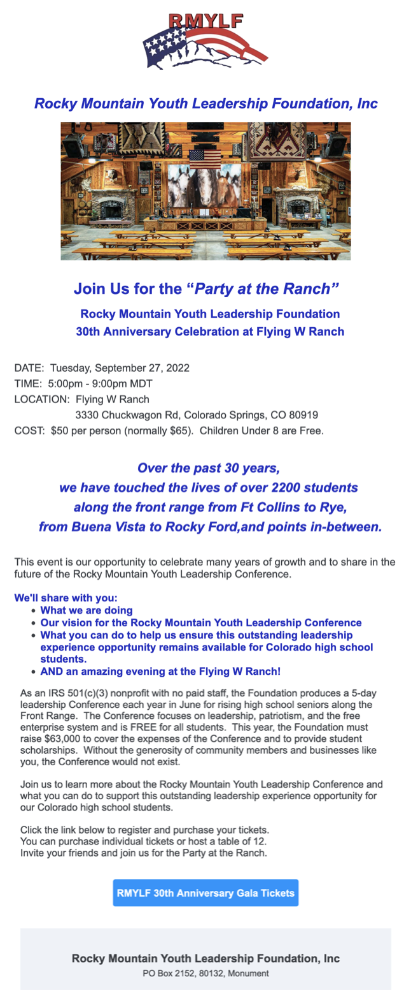 RMYLF
Rocky Mountain Youth Leadership Foundation, Inc
Join Us for the “Party at the Ranch”
Rocky Mountain Youth Leadership Foundation
30th Anniversary Celebration at Flying W Ranch
DATE:  Tuesday, September 27, 2022
TIME:  5:00pm - 9:00pm MDT
LOCATION:  Flying W Ranch
3330 Chuckwagon Rd, Colorado Springs, CO 80919
COST:  $50 per person (normally $65).  Children Under 8 are Free.
Over the past 30 years,
we have touched the lives of over 2200 students
along the front range from Ft Collins to Rye,
from Buena Vista to Rocky Ford,and points in-between.
This event is our opportunity to celebrate many years of growth and to share in the
future of the Rocky Mountain Youth Leadership Conference.
We'll share with you:
• What we are doing
• Our vision for the Rocky Mountain Youth Leadership Conference
• What you can do to help us ensure this outstanding leadership
experience opportunity remains available for Colorado high school
students.
• AND an amazing evening at the Flying W Ranch!
As an IRS 501(c)(3) nonprofit with no paid staff, the Foundation produces a 5-day
leadership Conference each year in June for rising high school seniors along the
Front Range.  The Conference focuses on leadership, patriotism, and the free
enterprise system and is FREE for all students.  This year, the Foundation must
raise $63,000 to cover the expenses of the Conference and to provide student
scholarships.  Without the generosity of community members and businesses like
you, the Conference would not exist.
Join us to learn more about the Rocky Mountain Youth Leadership Conference and
what you can do to support this outstanding leadership experience opportunity for
our Colorado high school students.
Click the link below to register and purchase your tickets.
You can purchase individual tickets or host a table of 12.
Invite your friends and join us for the Party at the Ranch.
RMYLF 30th Anniversary Gala Tickets
Rocky Mountain Youth Leadership Foundation, Inc
PO Box 2152, 80132, Monument